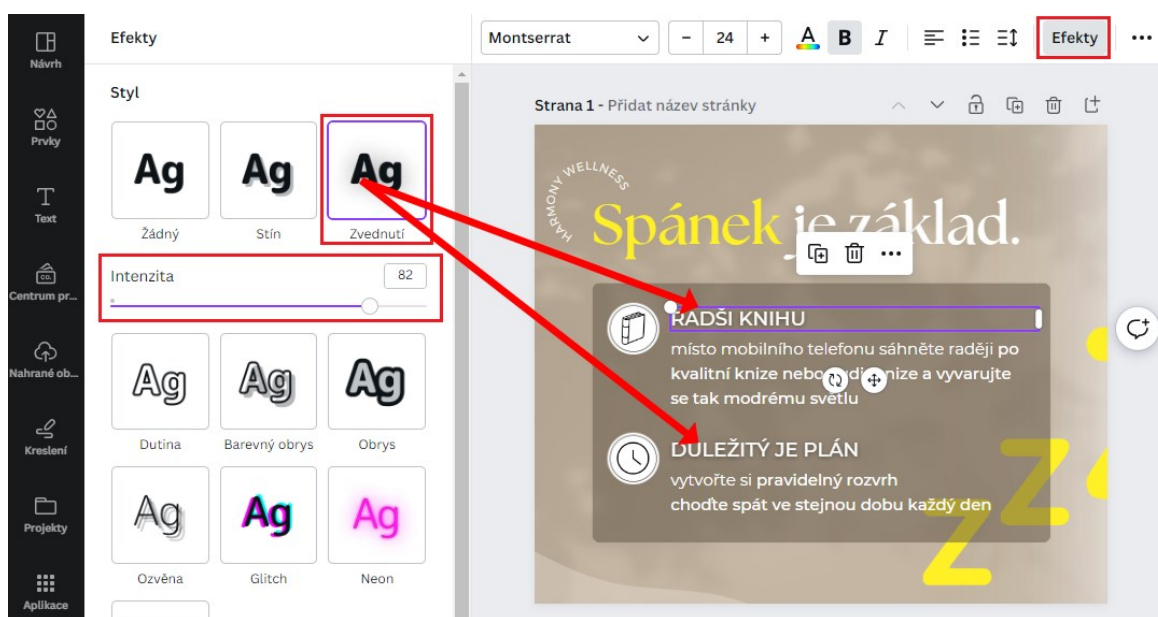 Návrh
Prvky
Text
Centrum pr...
Nahrané ob...
Kreslení
Projekty
Aplikace
Efekty
Styl
Ag Ag Ag
Žádný Stín Zvednutí
Intenzita 82
Ag Ag Ag
Dutina Barevný obrys Obrys
Ag Ag Ag
Ozvěna Glitch Neon
Montserrat - 24 + A B I Efekty
Strana 1 - Přidat název stránky
HARMONY WELLNESS
Spánek je základ.
RADŠI KNIHU
místo mobilního telefonu sáhněte raději po
kvalitní knize nebo knize a vyvarujte
se tak modrému světlu
DŮLEŽITÝ JE PLÁN
vytvořte si pravidelný rozvrh
choďte spát ve stejnou dobu každý den
Z
Z